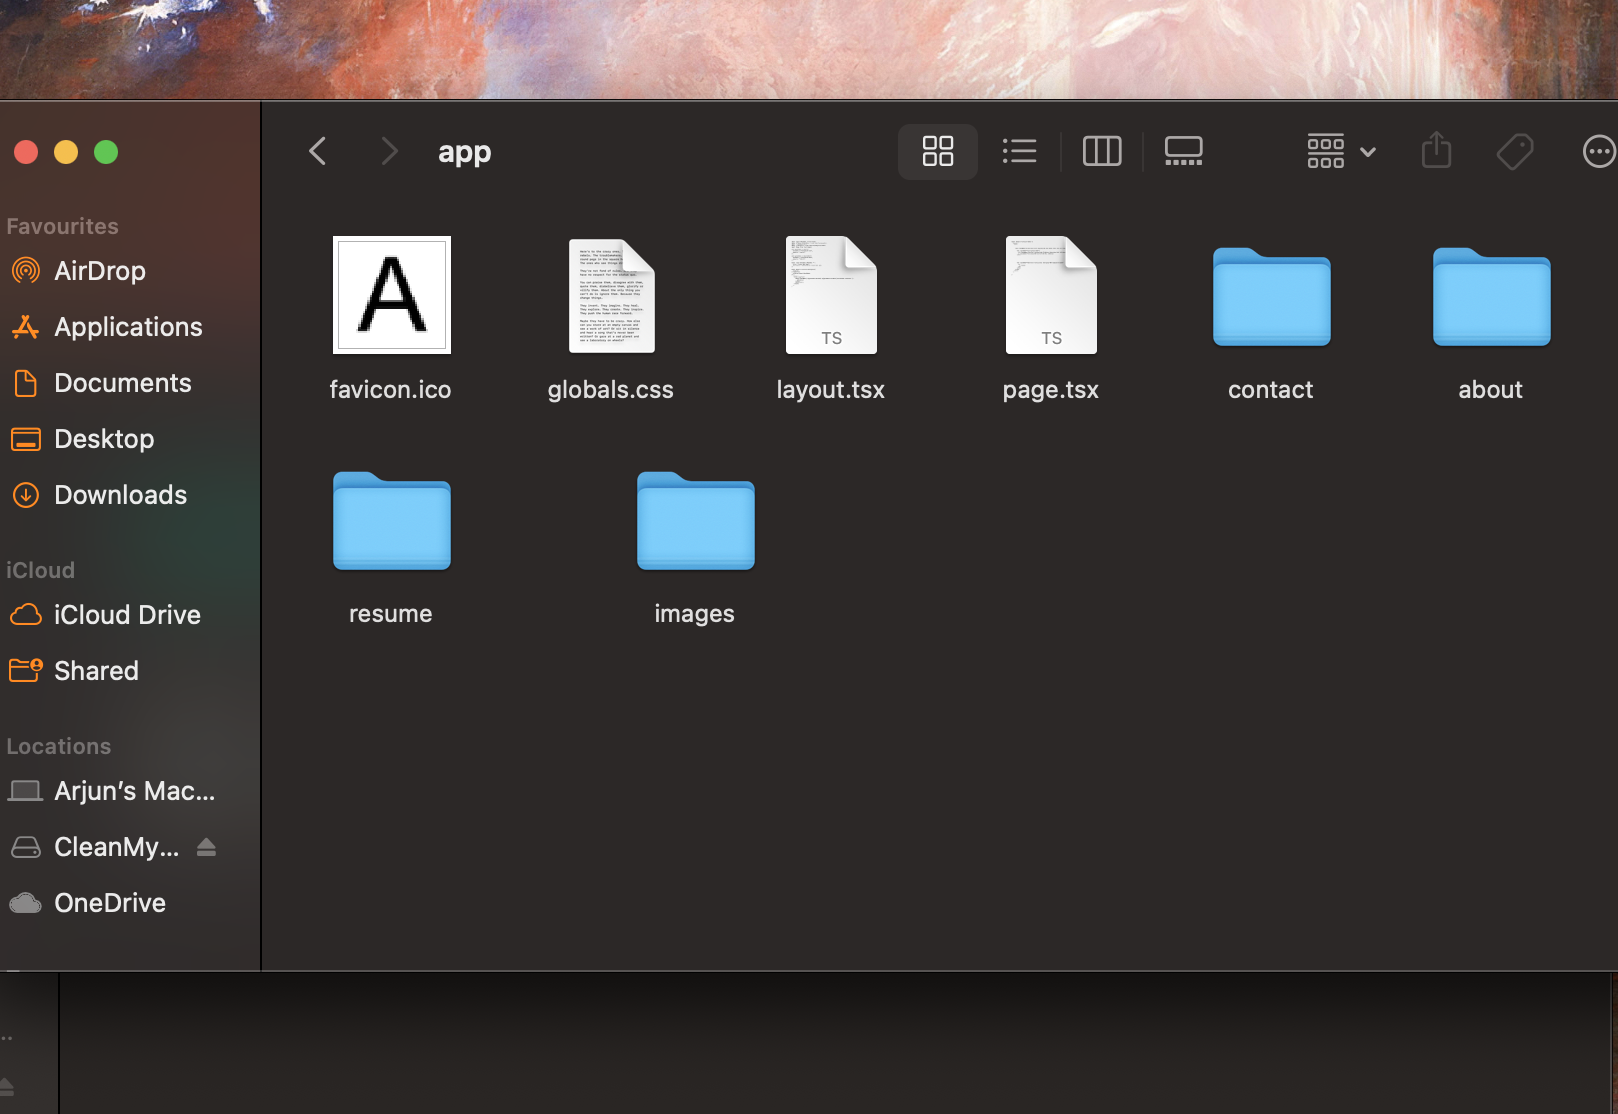 app
Favourites
AirDrop
Applications
Documents
Desktop
Downloads
iCloud
iCloud Drive
Shared
Locations
Arjun’s Mac...
CleanMy...
OneDrive
A
TS
TS
favicon.ico
globals.css
layout.tsx
page.tsx
contact
about
resume
images